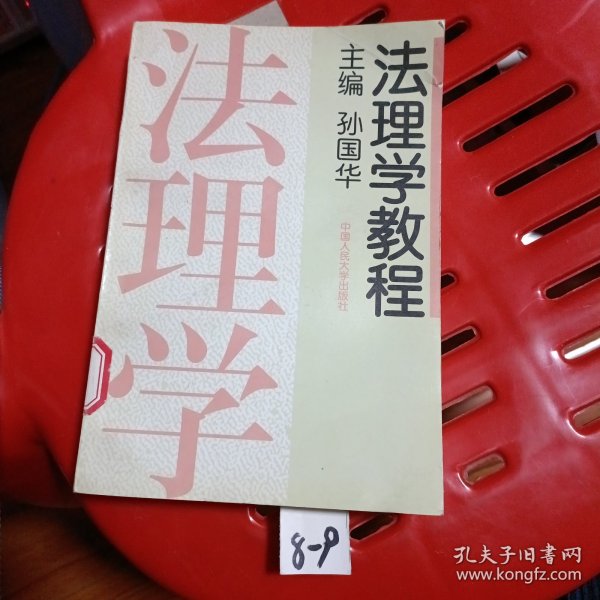 法理学教程
主编 孙国华
中国人民大学出版社
法理学
8-9
孔夫子旧书网
www.kongfz.com